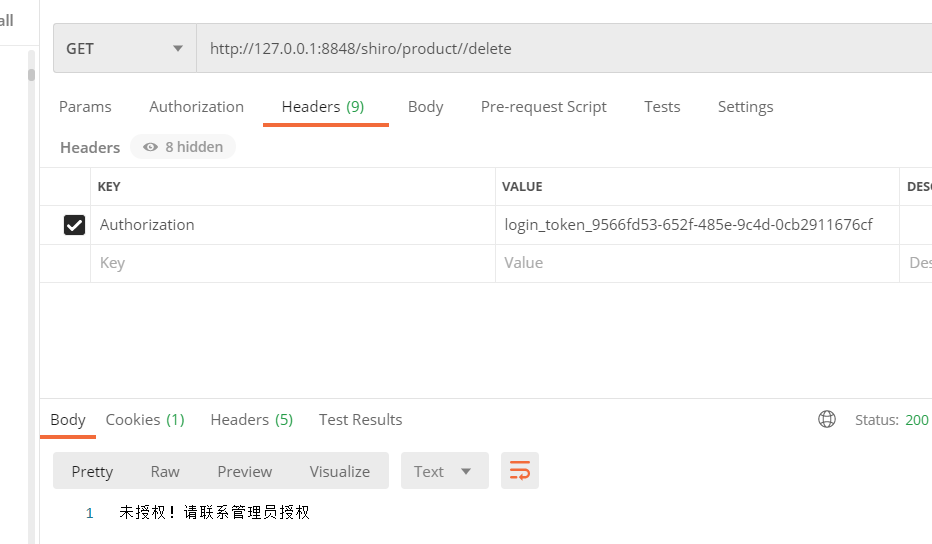 all
GET http://127.0.0.1:8848/shiro/product//delete
Params Authorization Headers (9) Body Pre-request Script Tests Settings
Headers 8 hidden
KEY VALUE DESC
Authorization login_token_9566fd53-652f-485e-9c4d-0cb2911676cf
Key Value Des
Body Cookies (1) Headers (5) Test Results Status: 200
Pretty Raw Preview Visualize Text
1 未授权！请联系管理员授权